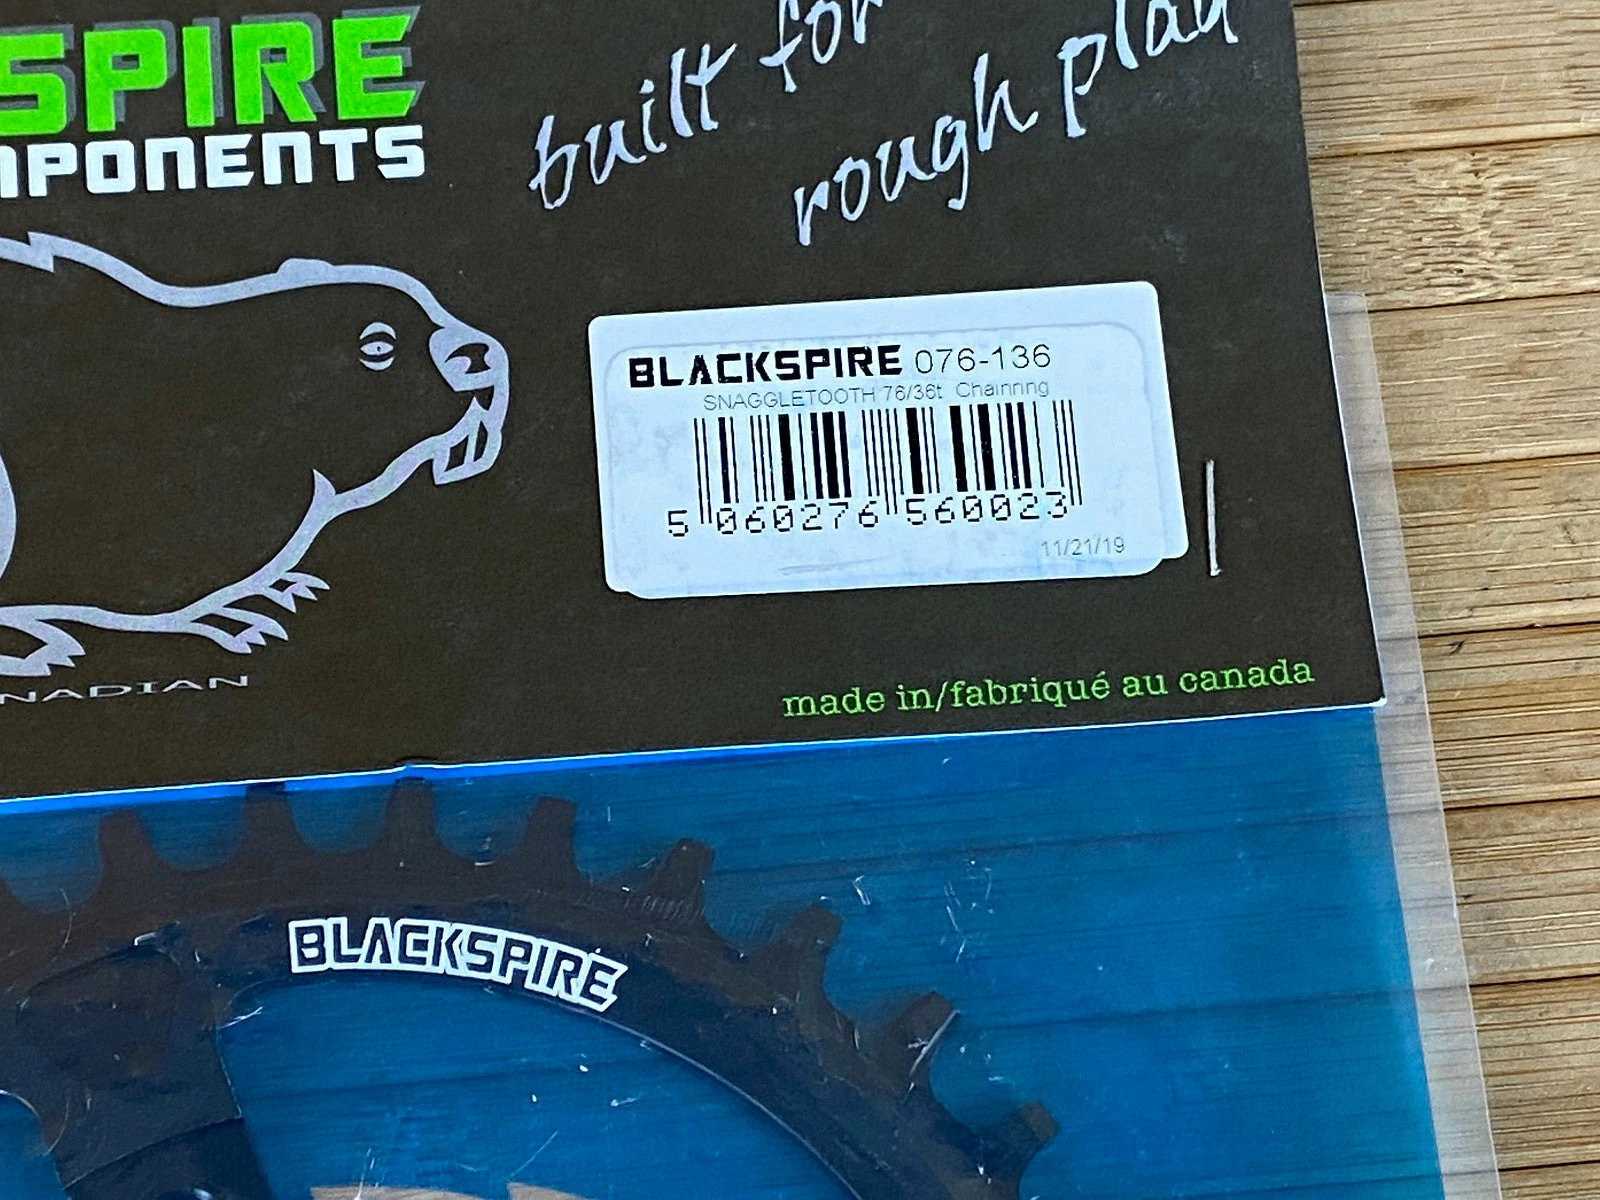 SPIRE
MPONENTS
built for
rough play
BLACKSPIRE 076-136
SNAGGLETOOTH 76/36t Chainring
5 060276 560023
11/21/19
NADIAN
made in/fabriqué au canada
BLACKSPIRE